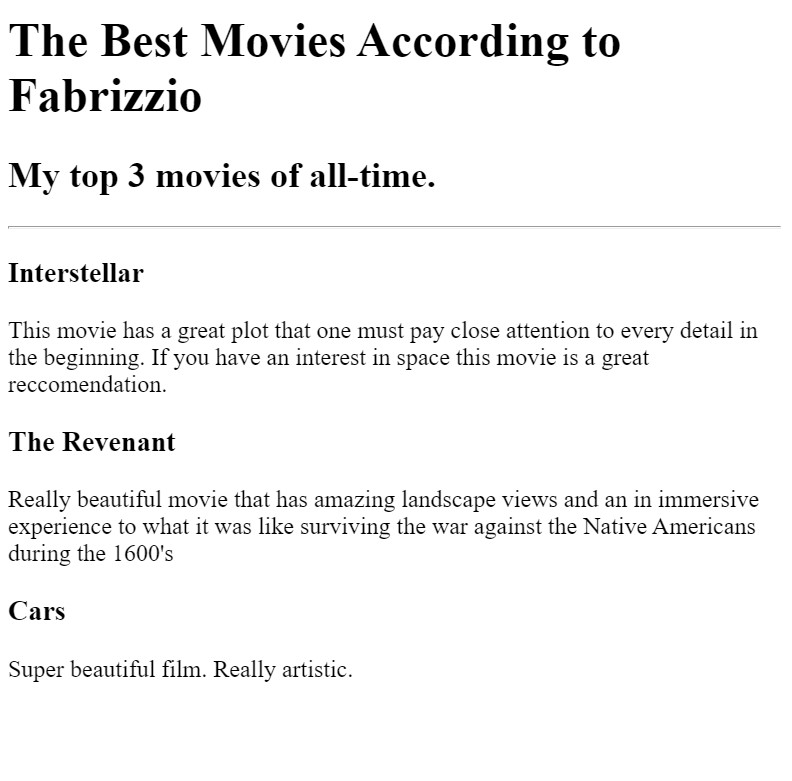 The Best Movies According to
Fabrizzio
My top 3 movies of all-time.
Interstellar
This movie has a great plot that one must pay close attention to every detail in
the beginning. If you have an interest in space this movie is a great
reccomendation.
The Revenant
Really beautiful movie that has amazing landscape views and an in immersive
experience to what it was like surviving the war against the Native Americans
during the 1600's
Cars
Super beautiful film. Really artistic.